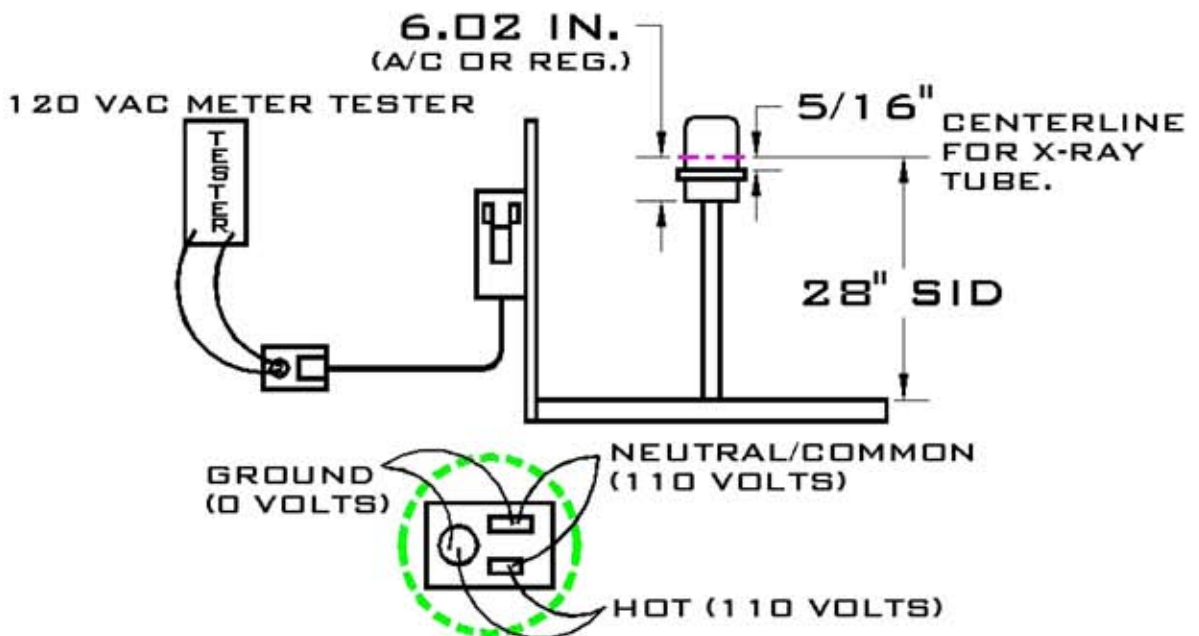 6.02 IN.
(A/C OR REG.)
120 VAC METER TESTER
TESTER
5/16"
CENTERLINE
FOR X-RAY
TUBE.
28" SID
GROUND
(0 VOLTS)
NEUTRAL/COMMON
(110 VOLTS)
HOT (110 VOLTS)